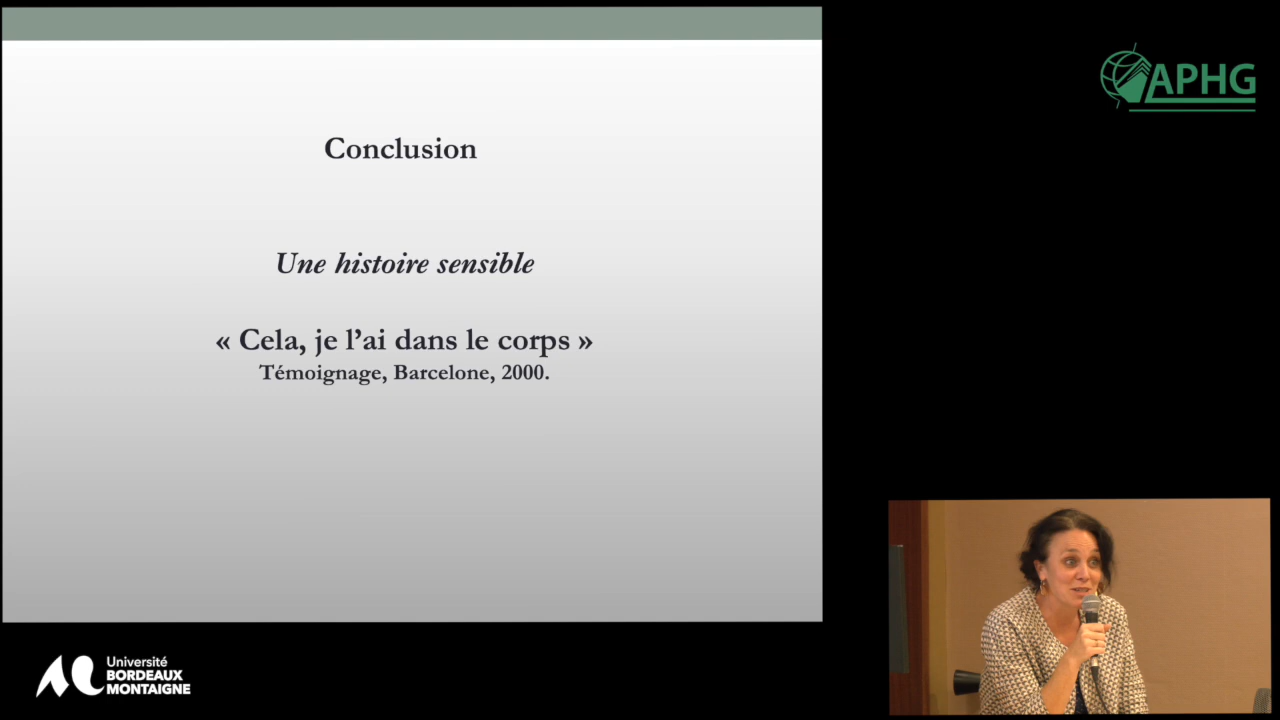 APHG
Conclusion
Une histoire sensible
« Cela, je l’ai dans le corps »
Témoignage, Barcelone, 2000.
Université
BORDEAUX
MONTAIGNE